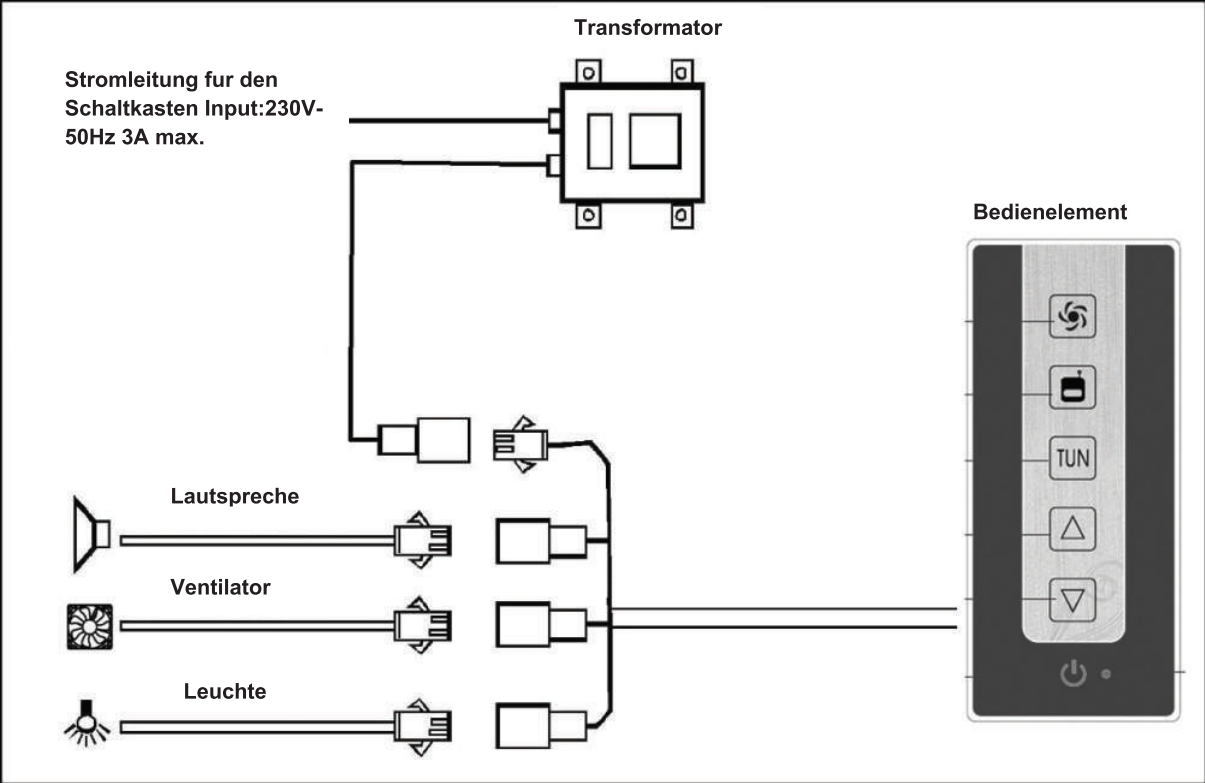 Transformator
Stromleitung fur den
Schaltkasten Input:230V-
50Hz 3A max.
Bedienelement
TUN
Lautspreche
Ventilator
Leuchte